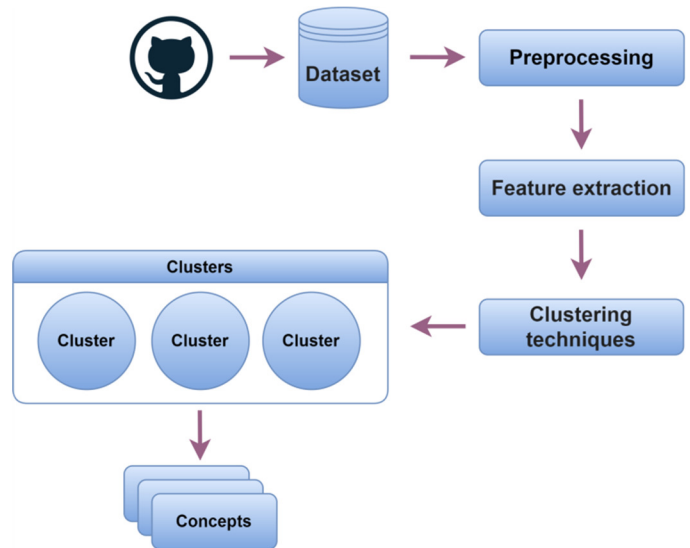 Dataset
Preprocessing
Feature extraction
Clustering
techniques
Clusters
Cluster
Cluster
Cluster
Concepts